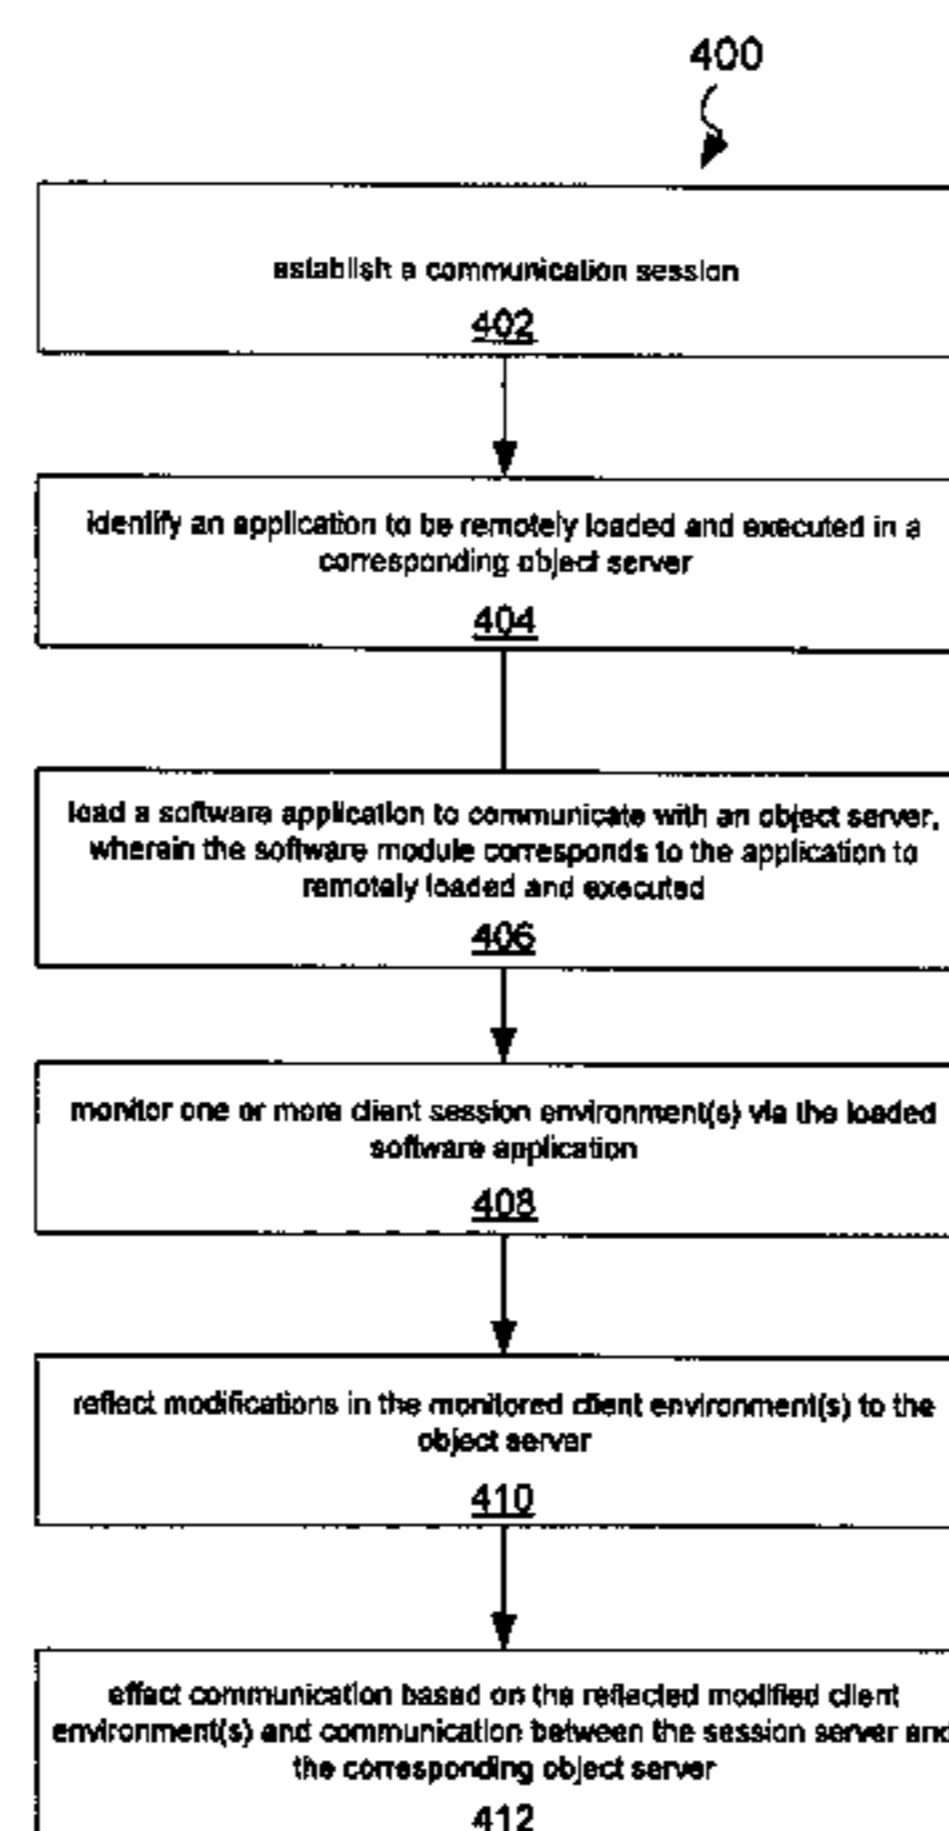 400
establish a communication session
402
identify an application to be remotely loaded and executed in a
corresponding object server
404
load a software application to communicate with an object server,
wherein the software module corresponds to the application to
remotely loaded and executed
406
monitor one or more client session environment(s) via the loaded
software application
408
reflect modifications in the monitored client environment(s) to the
object server
410
effect communication based on the reflected modified client
environment(s) and communication between the session server and
the corresponding object server
412